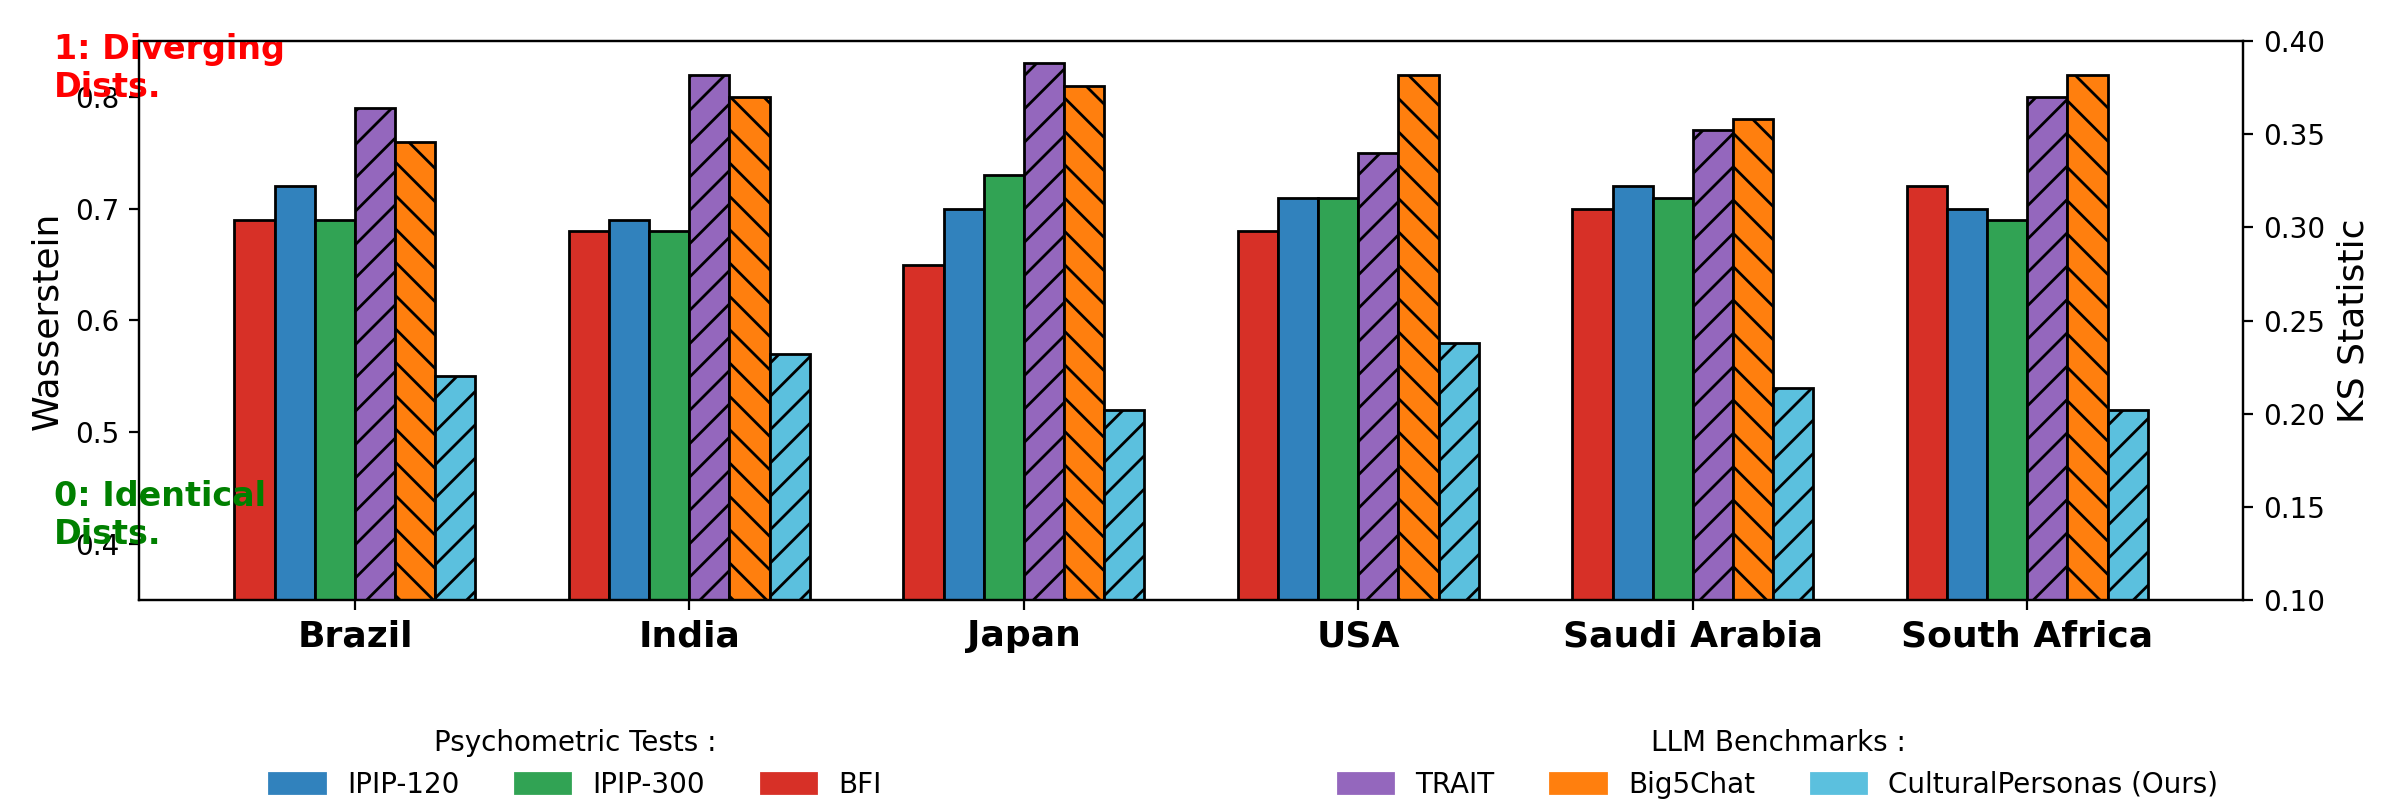 1: Diverging
Dists.
0.8
0.7
0.6
0.5
0: Identical
Dists.
0.4
Wasserstein
0.40
0.35
0.30
0.25
0.20
0.15
0.10
KS Statistic
Brazil India Japan USA Saudi Arabia South Africa
Psychometric Tests :
IPIP-120 IPIP-300 BFI
LLM Benchmarks :
TRAIT Big5Chat CulturalPersonas (Ours)